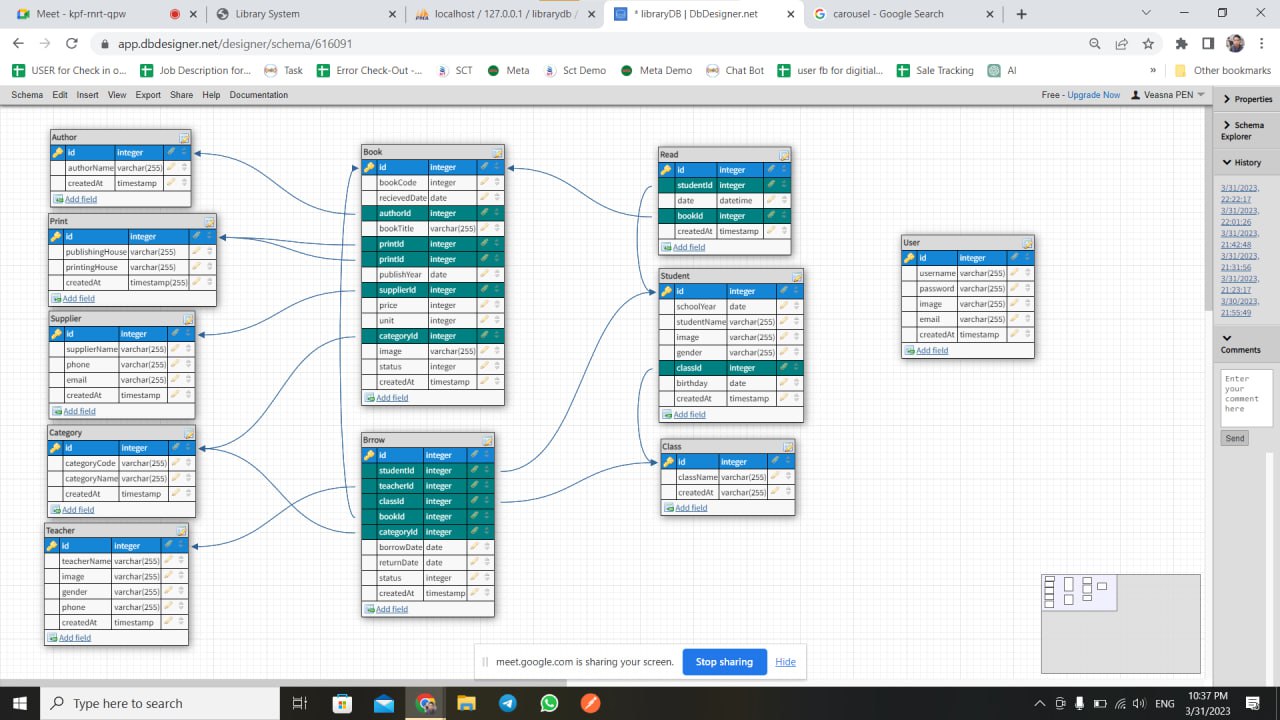 Meet - kpf-nrt-qpw
Library System
localhost / 127.0.0.1 / librarydb /
* libraryDB | DbDesigner.net
carousel - Google Search
app.dbdesigner.net/designer/schema/616091
USER for Check in o...
Job Description for...
Task
Error Check-Out -...
SCT
Meta
Sct Demo
Meta Demo
Chat Bot
user fb for digitial...
Sale Tracking
AI
»
Other bookmarks
Schema Edit Insert View Export Share Help Documentation
Free - Upgrade Now
Veasna PEN
Author
id integer
authorName varchar(255)
createdAt timestamp
Add field
Print
id integer
publishingHouse varchar(255)
printingHouse varchar(255)
createdAt timestamp(255)
Add field
Supplier
id integer
supplierName varchar(255)
phone varchar(255)
email varchar(255)
createdAt timestamp
Add field
Category
id integer
categoryCode varchar(255)
categoryName varchar(255)
createdAt timestamp
Add field
Teacher
id integer
teacherName varchar(255)
image varchar(255)
gender varchar(255)
phone varchar(255)
createdAt timestamp
Add field
Book
id integer
bookCode integer
recievedDate date
authorId integer
bookTitle varchar(255)
printId integer
printId integer
publishYear date
supplierId integer
price integer
unit integer
categoryId integer
image varchar(255)
status integer
createdAt timestamp
Add field
Brrow
id integer
studentId integer
teacherId integer
classId integer
bookId integer
categoryId integer
borrowDate date
returnDate date
status integer
createdAt timestamp
Add field
Read
id integer
studentId integer
date datetime
bookId integer
createdAt timestamp
Add field
Student
id integer
schoolYear date
studentName varchar(255)
image varchar(255)
gender varchar(255)
classId integer
birthday date
createdAt timestamp
Add field
Class
id integer
className varchar(255)
createdAt varchar(255)
Add field
User
id integer
username varchar(255)
password varchar(255)
image varchar(255)
email varchar(255)
createdAt timestamp
Add field
Properties
Schema
Explorer
History
3/31/2023,
22:22:17
3/31/2023,
22:01:26
3/31/2023,
21:42:48
3/31/2023,
21:31:56
3/31/2023,
21:23:17
3/30/2023,
21:55:49
Comments
Enter
your
comment
here
Send
meet.google.com is sharing your screen.
Stop sharing
Hide
Type here to search
ENG
10:37 PM
3/31/2023